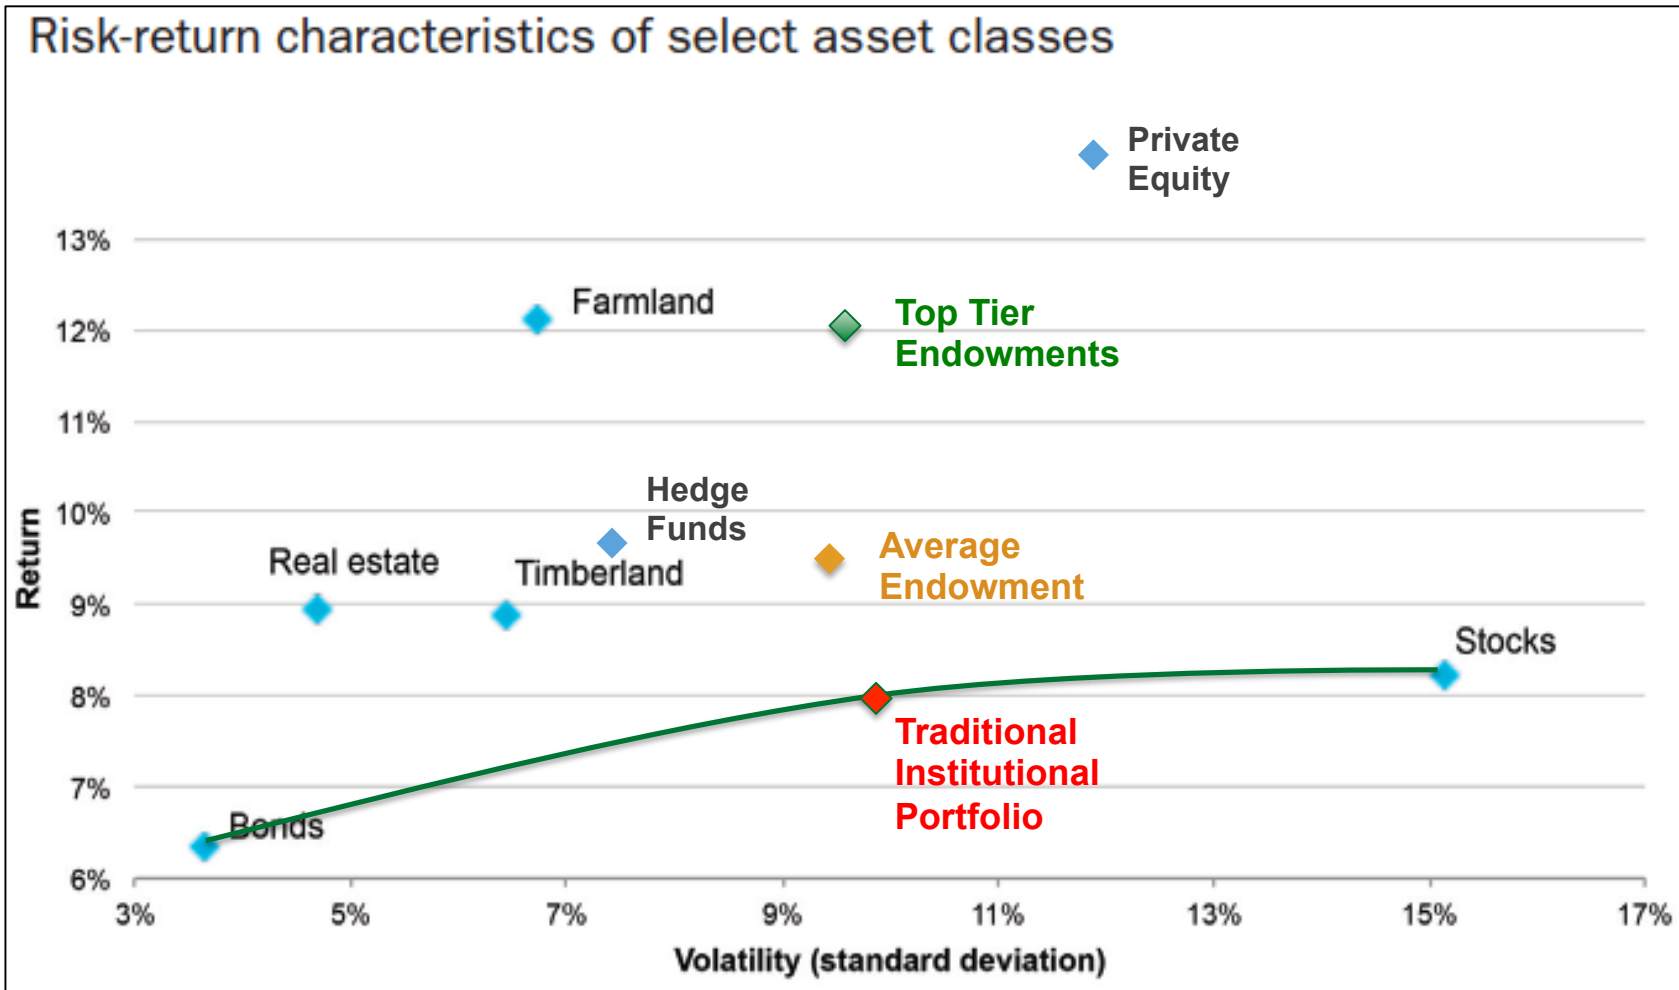 Risk-return characteristics of select asset classes
Private
Equity
13%
Farmland
Top Tier
Endowments
12%
11%
Hedge
Funds
10%
Real estate
Timberland
Average
Endowment
9%
Stocks
8%
Traditional
Institutional
Portfolio
7%
Bonds
6%
Return
3%
5%
7%
9%
11%
13%
15%
17%
Volatility (standard deviation)